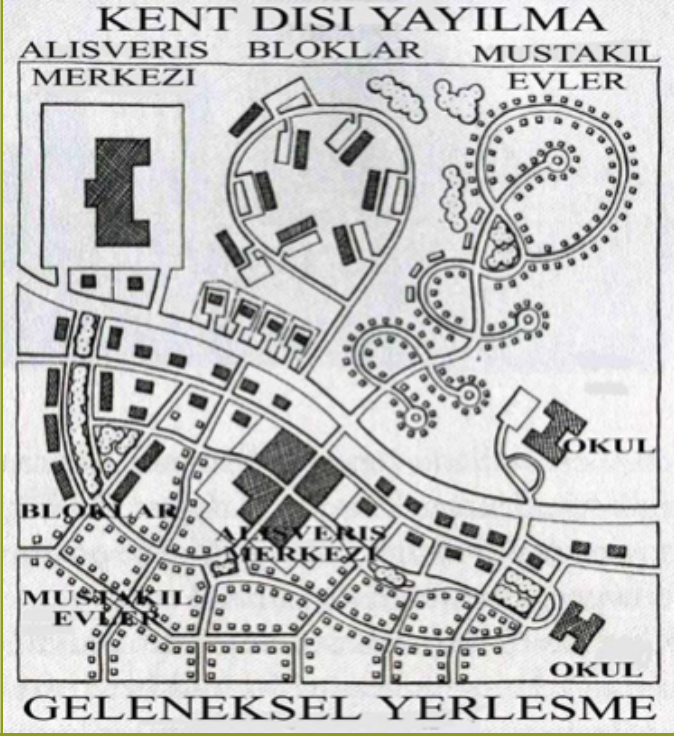 KENT DISI YAYILMA
ALISVERIS
MERKEZI
BLOKLAR
MUSTAKIL
EVLER
OKUL
BLOKLAR
ALISVERIS
MERKEZI
MUSTAKIL
EVLER
OKUL
GELENEKSEL YERLESME